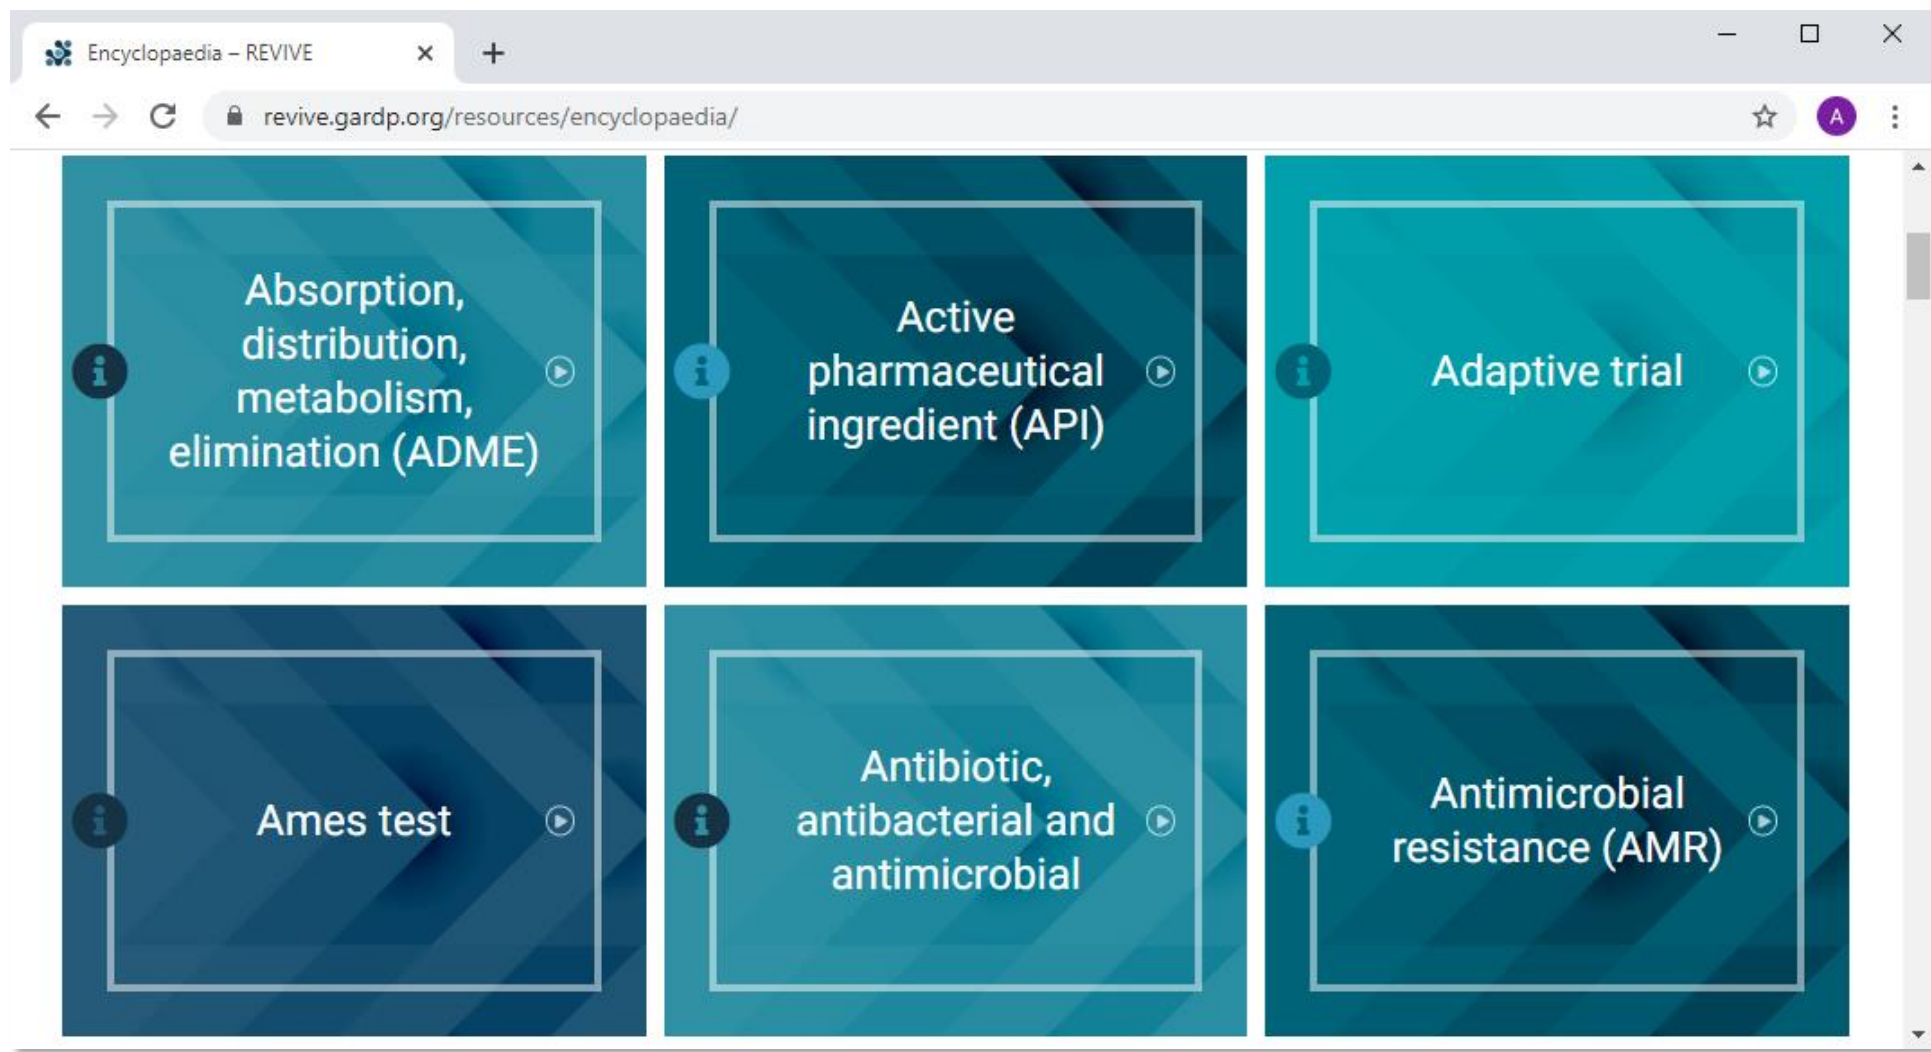 Encyclopaedia – REVIVE
revive.gardp.org/resources/encyclopaedia/
A
Absorption,
distribution,
metabolism,
elimination (ADME)
Active
pharmaceutical
ingredient (API)
Adaptive trial
Ames test
Antibiotic,
antibacterial and
antimicrobial
Antimicrobial
resistance (AMR)